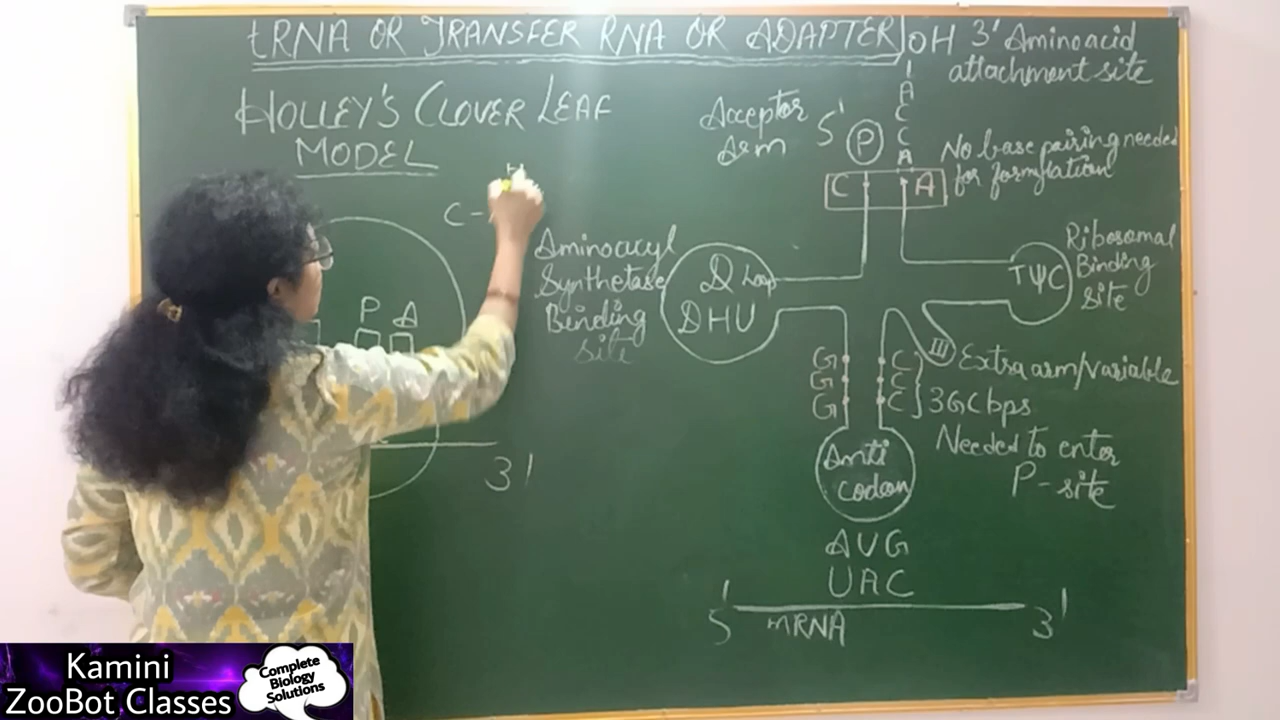 tRNA OR TRANSFER RNA OR ADAPTER
HOLLEY'S CLOVER LEAF
MODEL
C-
H
P A
3'
OH 3' Aminoacid
attachment site
A
C
C
A
Acceptor
Arm
5'
P
C A
No base pairing needed
for formylation
Aminoacyl
Synthetase
Binding
site
D Loop
DHU
TΨC
Ribosomal
Binding
site
III
Extra arm/variable
G C
G C
G C
3GC bps
Needed to enter
P-site
Anti
codon
AUG
UAC
5' mRNA 3'
Kamini
ZooBot Classes
Complete
Biology
Solutions